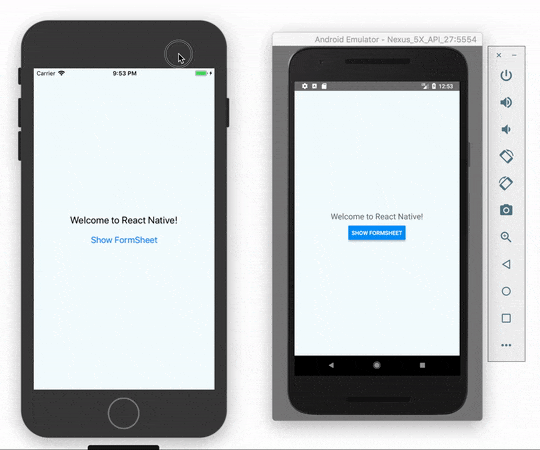 Android Emulator - Nexus_5X_API_27:5554
Carrier 9:53 PM
12:53
Welcome to React Native!
Show FormSheet
Welcome to React Native!
SHOW FORMSHEET